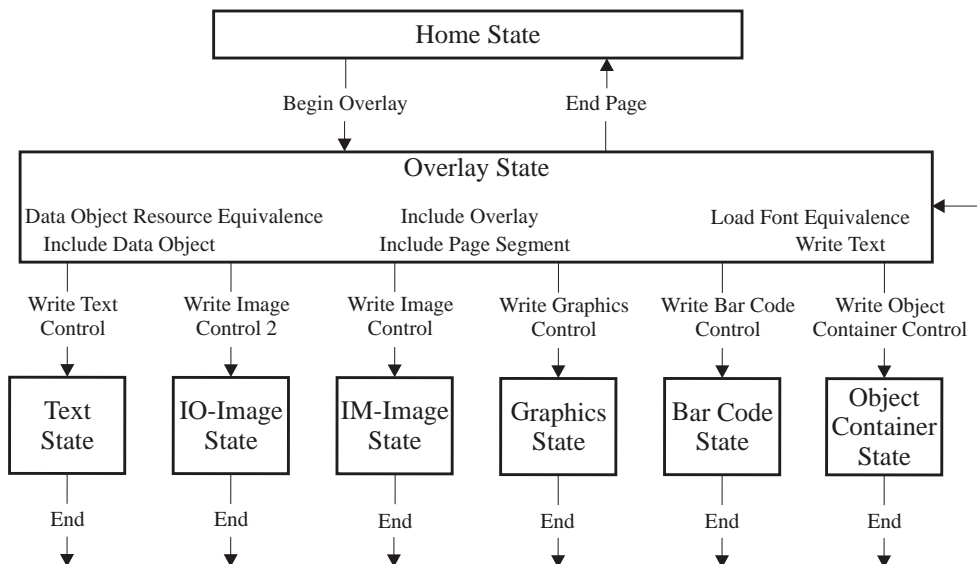 Home State
Begin Overlay
End Page
Overlay State
Data Object Resource Equivalence
Include Overlay
Load Font Equivalence
Include Data Object
Include Page Segment
Write Text
Write Text
Control
Write Image
Control 2
Write Image
Control
Write Graphics
Control
Write Bar Code
Control
Write Object
Container Control
Text
State
IO-Image
State
IM-Image
State
Graphics
State
Bar Code
State
Object
Container
State
End
End
End
End
End
End